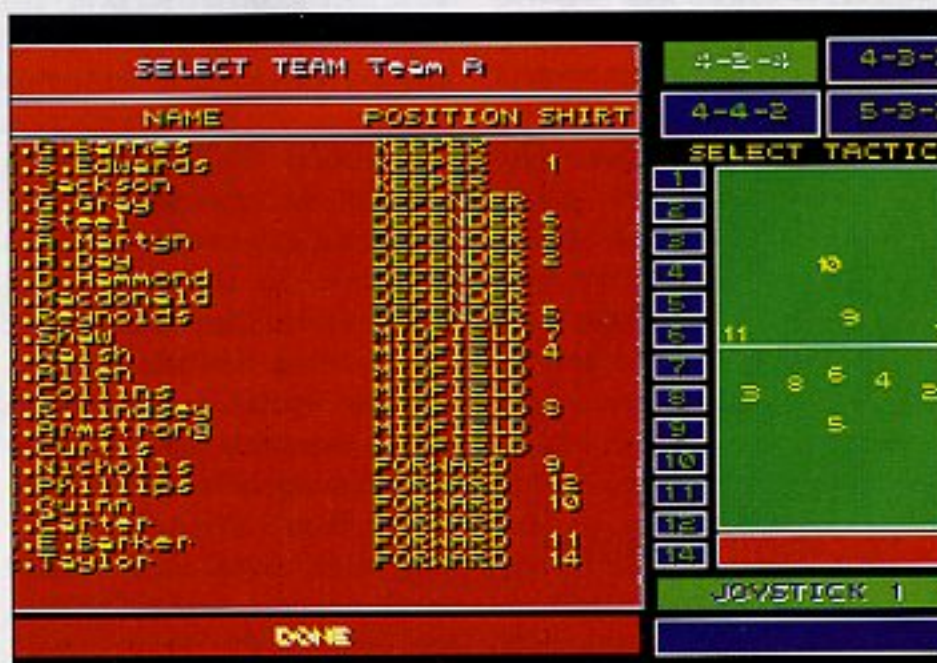 SELECT TEAM Team A
NAME POSITION SHIRT
.G.Barnes KEEPER
.S.Edwards KEEPER 1
.Jackson KEEPER
.G.Gray DEFENDER
.Steel DEFENDER 6
.A.Martyn DEFENDER 3
.Day DEFENDER 2
.D.Hammond DEFENDER
.Macdonald DEFENDER
.Reynolds DEFENDER 5
.Shaw MIDFIELD 7
.Walsh MIDFIELD 4
.Allen MIDFIELD
.Collins MIDFIELD
.R.Lindsey MIDFIELD 8
.Armstrong MIDFIELD
.Curtis MIDFIELD
.Nicholls FORWARD 9
.Phillips FORWARD 12
.Quinn FORWARD 10
.Carter FORWARD
.E.Barker FORWARD 11
.Taylor FORWARD 14
DONE
4-2-4 4-3-
4-4-2 5-3-
SELECT TACTIC
1
2
3
4
5
6
7
8
9
10
11
12
14
10
9
11
3 8 6 4 2
5
JOYSTICK 1